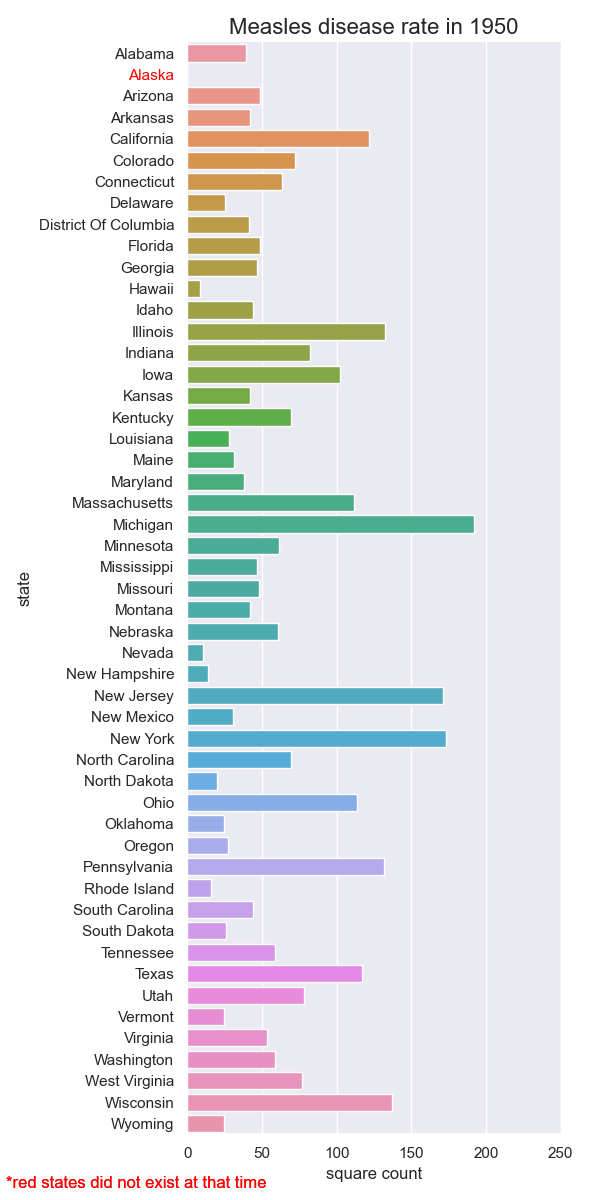 Measles disease rate in 1950
Alabama
Alaska
Arizona
Arkansas
California
Colorado
Connecticut
Delaware
District Of Columbia
Florida
Georgia
Hawaii
Idaho
Illinois
Indiana
Iowa
Kansas
Kentucky
Louisiana
Maine
Maryland
Massachusetts
Michigan
Minnesota
Mississippi
Missouri
Montana
Nebraska
Nevada
New Hampshire
New Jersey
New Mexico
New York
North Carolina
North Dakota
Ohio
Oklahoma
Oregon
Pennsylvania
Rhode Island
South Carolina
South Dakota
Tennessee
Texas
Utah
Vermont
Virginia
Washington
West Virginia
Wisconsin
Wyoming
state
0 50 100 150 200 250
square count
*red states did not exist at that time